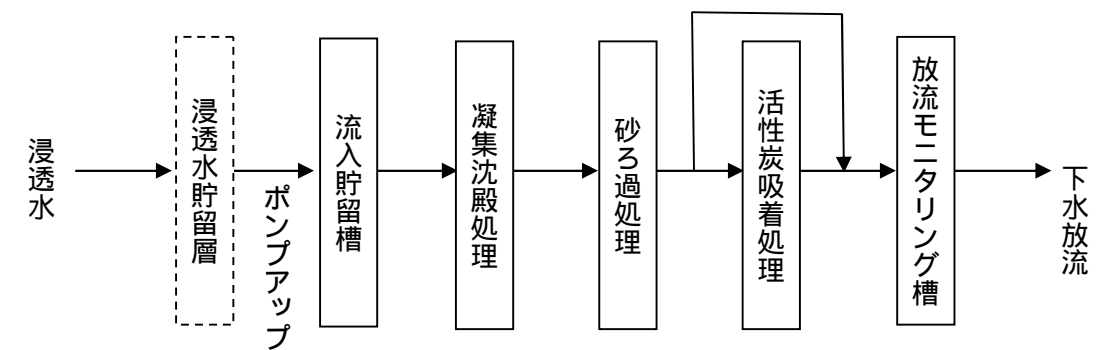 浸透水
浸透水貯留層
ポンプアップ
流入貯留槽
凝集沈殿処理
砂ろ過処理
活性炭吸着処理
放流モニタリング槽
下水放流